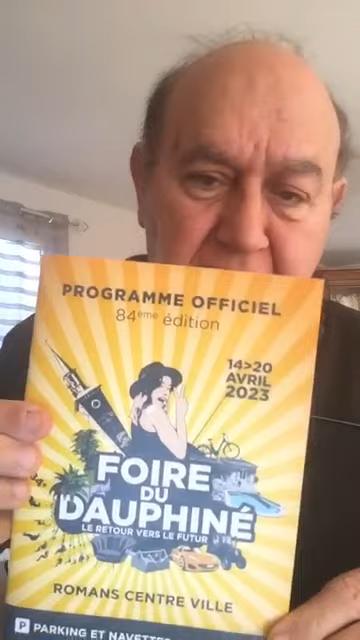 PROGRAMME OFFICIEL
84ème édition
14>20
AVRIL
2023
FOIRE
DU
DAUPHINÉ
LE RETOUR VERS LE FUTUR
ROMANS CENTRE VILLE
P PARKING ET NAVETTES